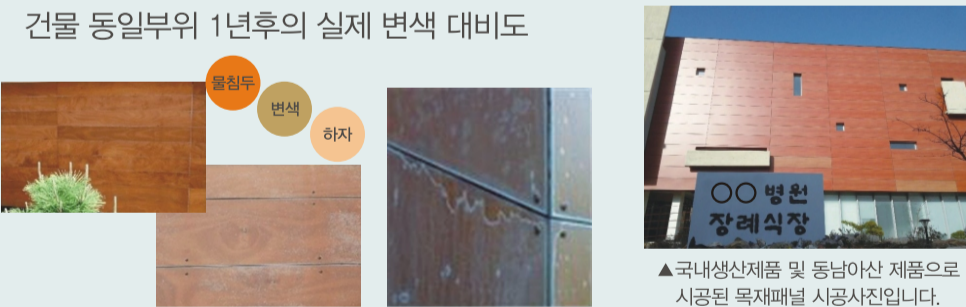 건물 동일부위 1년후의 실제 변색 대비도
물침두
변색
하자
○○ 병원
장례식장
▲국내생산제품 및 동남아산 제품으로
시공된 목재패널 시공사진입니다.